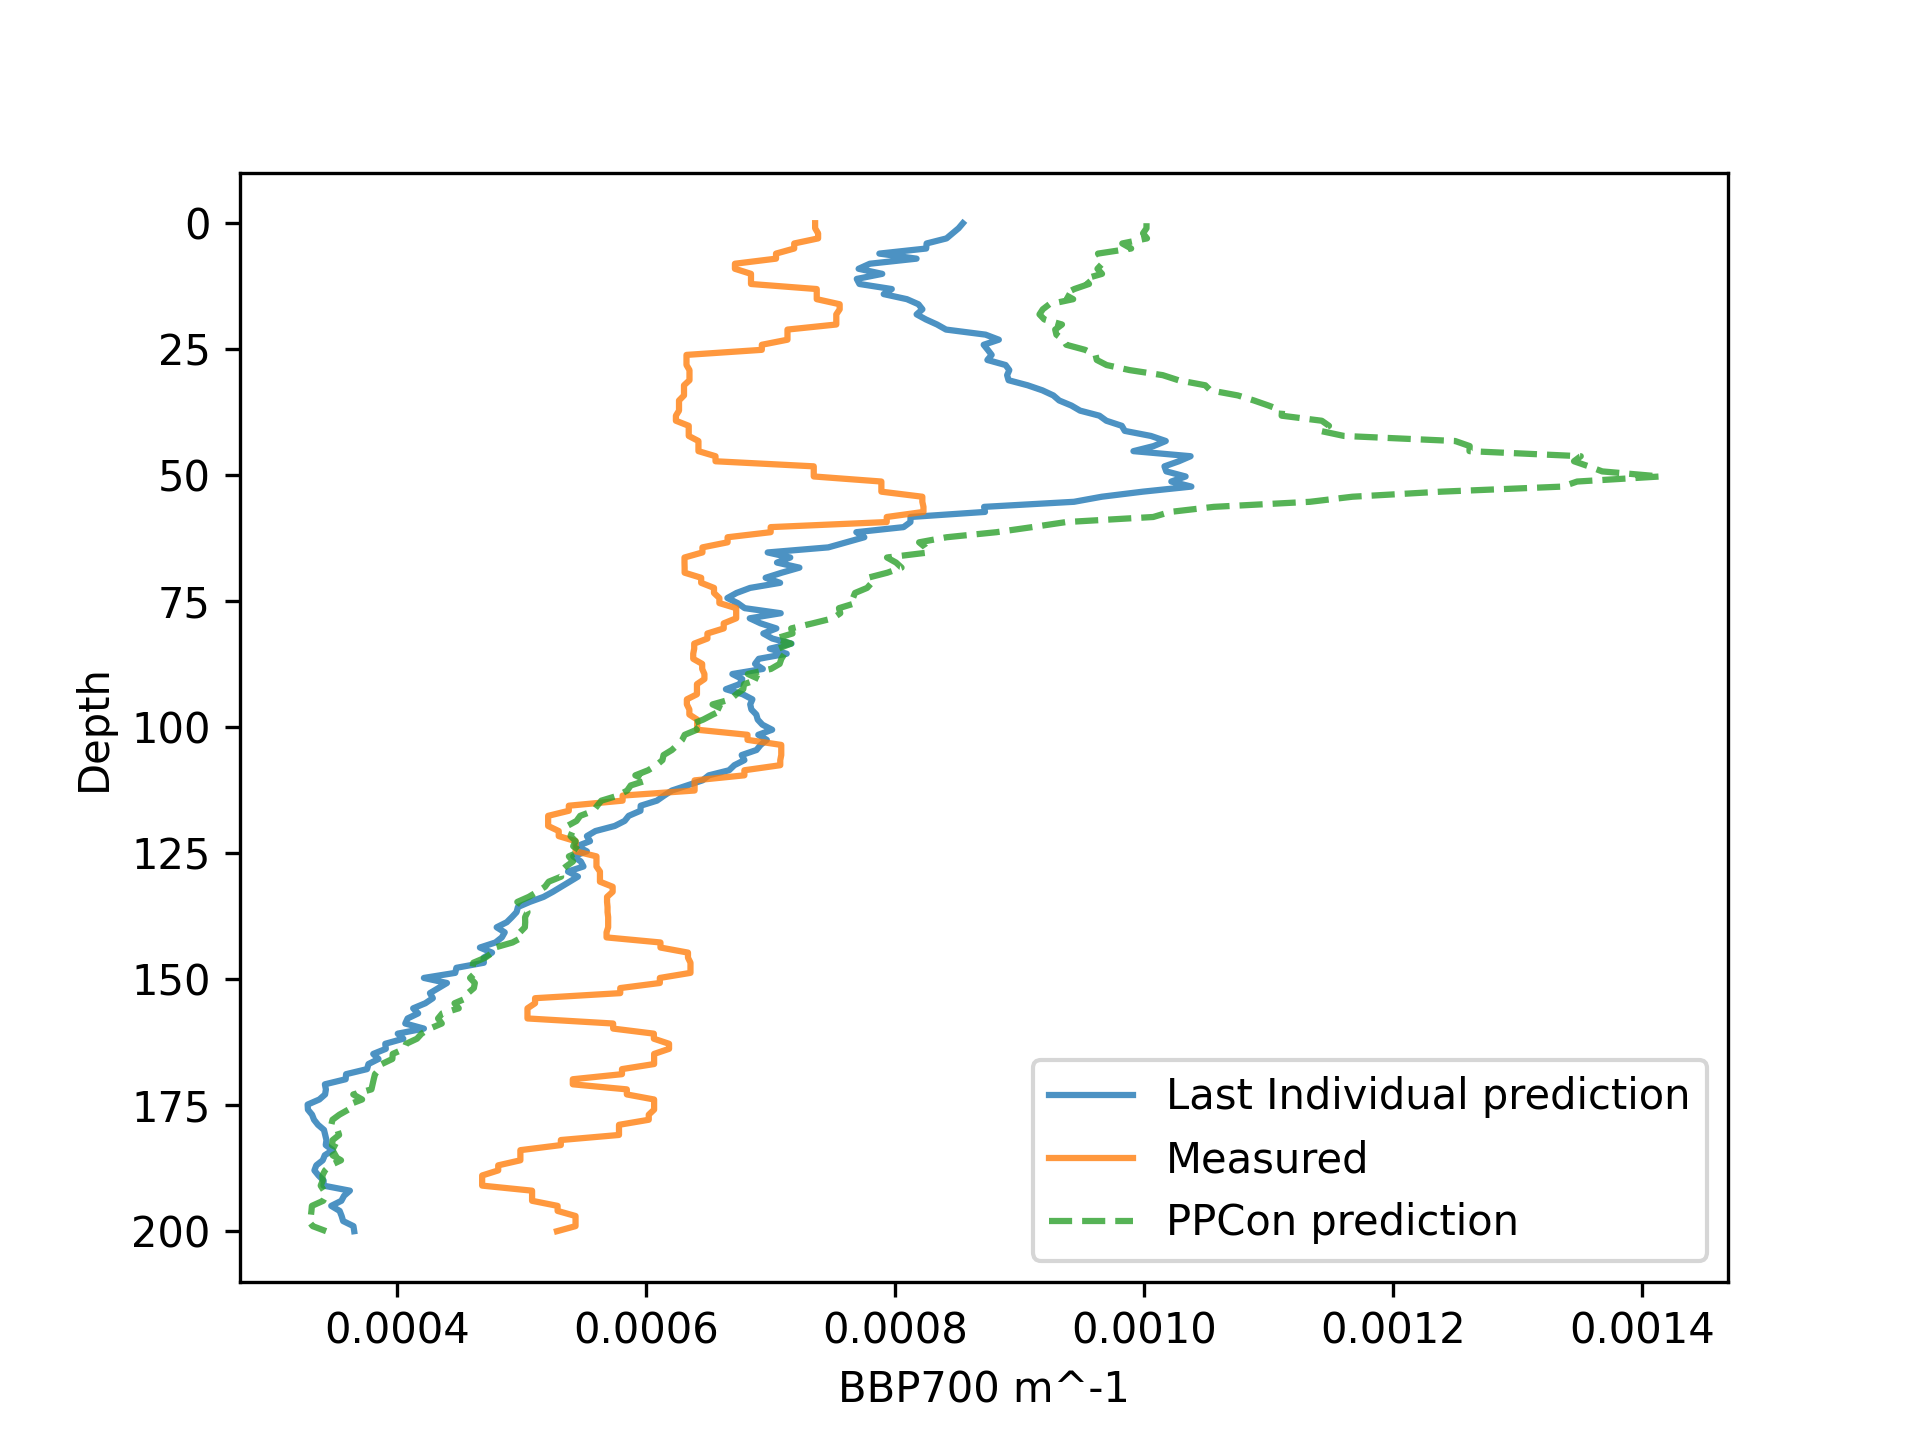 0
25
50
75
100
125
150
175
200
Depth
0.0004 0.0006 0.0008 0.0010 0.0012 0.0014
BBP700 m^-1
Last Individual prediction
Measured
PPCon prediction